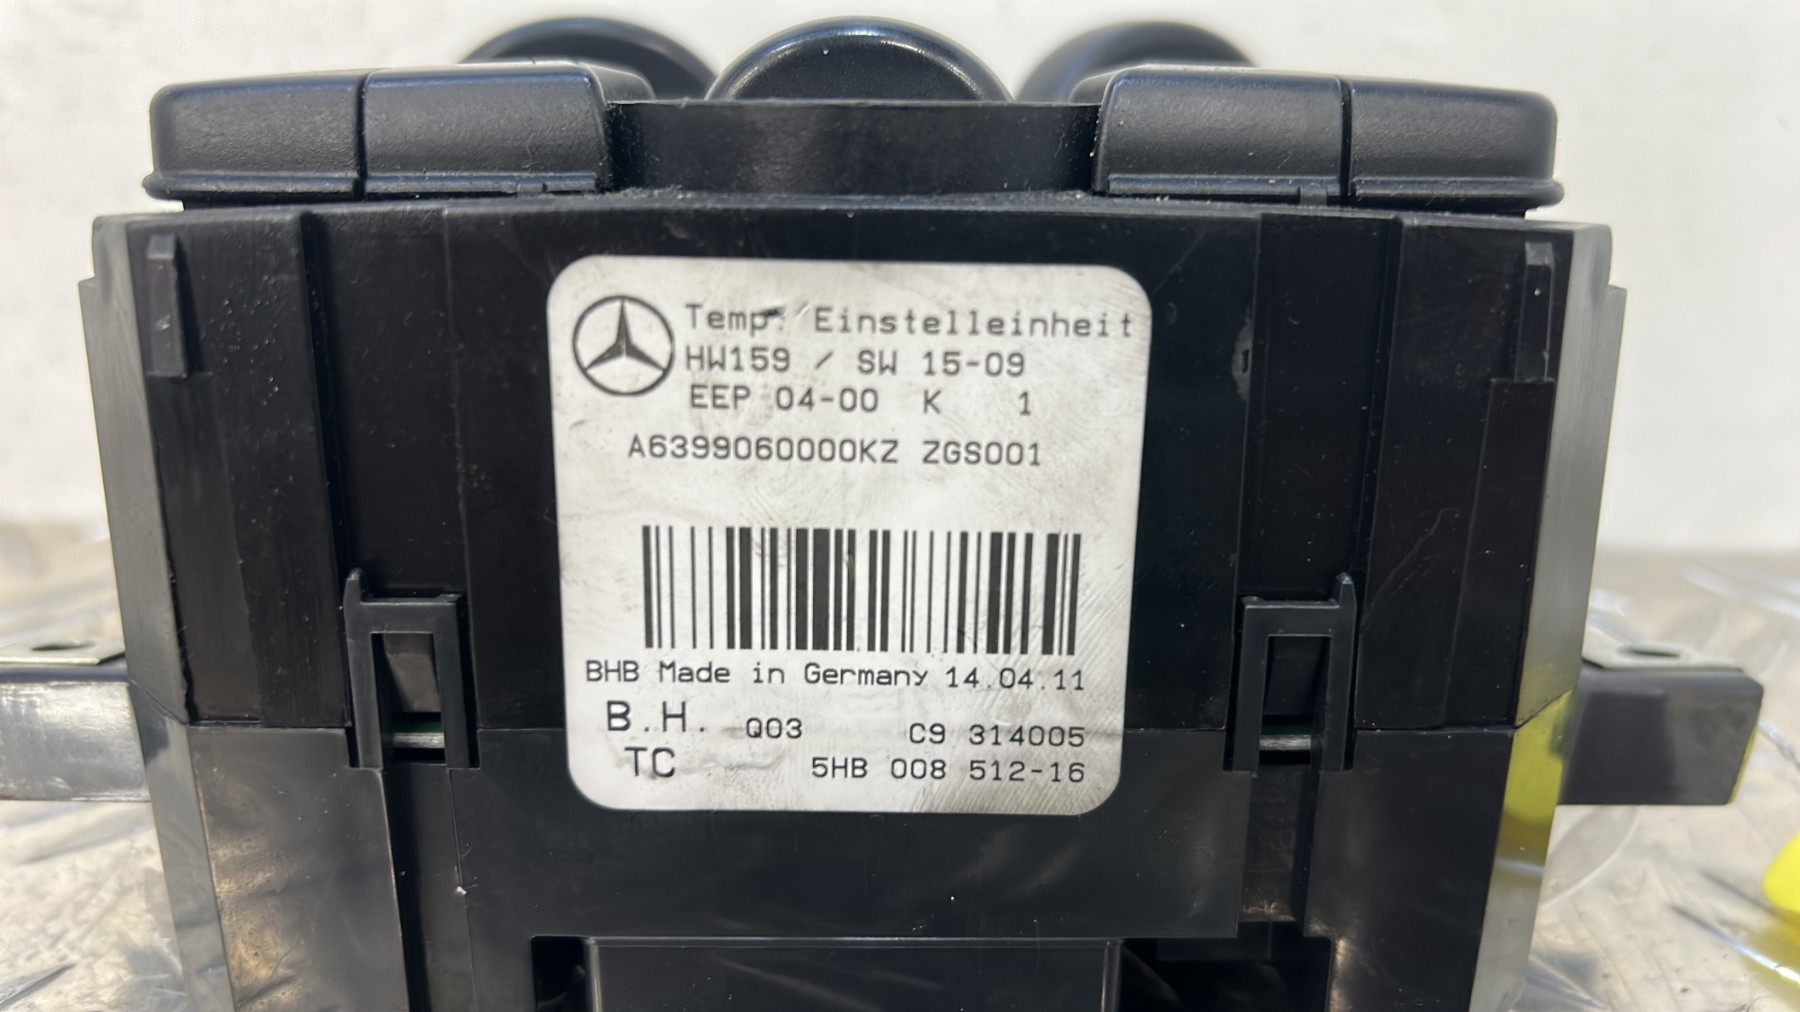 Temp. Einstelleinheit
HW159 / SW 15-09
EEP 04-00 K 1
A6399060000KZ ZGS001
BHB Made in Germany 14.04.11
B.H. Q03 C9 314005
TC 5HB 008 512-16